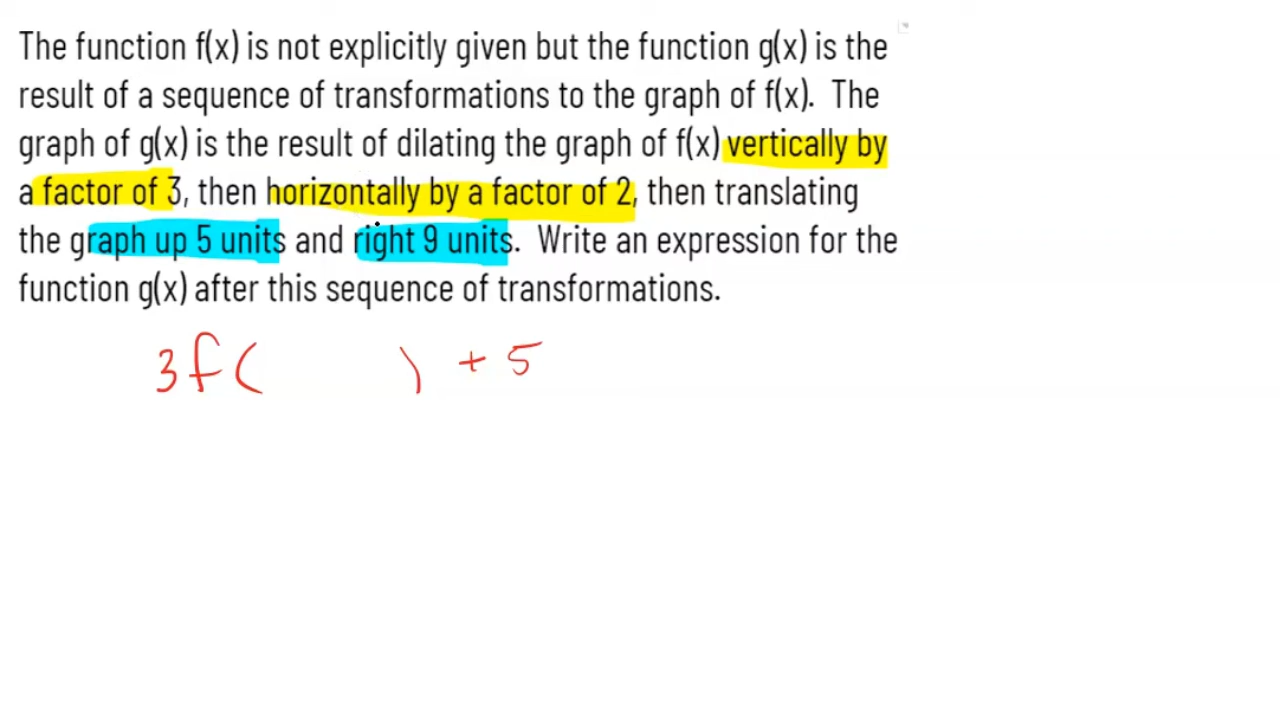 The function f(x) is not explicitly given but the function g(x) is the
result of a sequence of transformations to the graph of f(x). The
graph of g(x) is the result of dilating the graph of f(x) vertically by
a factor of 3, then horizontally by a factor of 2, then translating
the graph up 5 units and right 9 units. Write an expression for the
function g(x) after this sequence of transformations.
3f( ) + 5